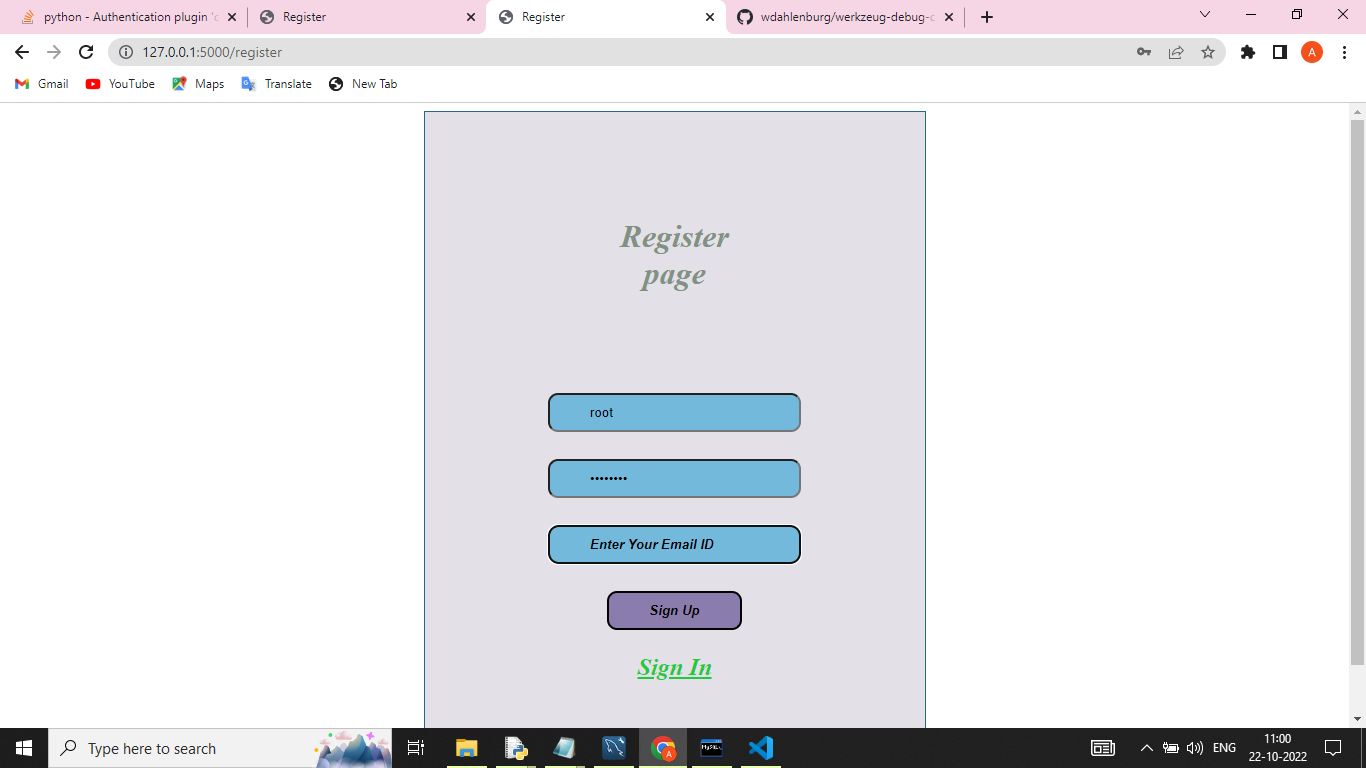 python - Authentication plugin 'c
Register
Register
wdahlenburg/werkzeug-debug-c
127.0.0.1:5000/register
A
Gmail
YouTube
Maps
Translate
New Tab
Register
page
root
••••••••
Enter Your Email ID
Sign Up
Sign In
Type here to search
A
MySQL
ENG
11:00
22-10-2022